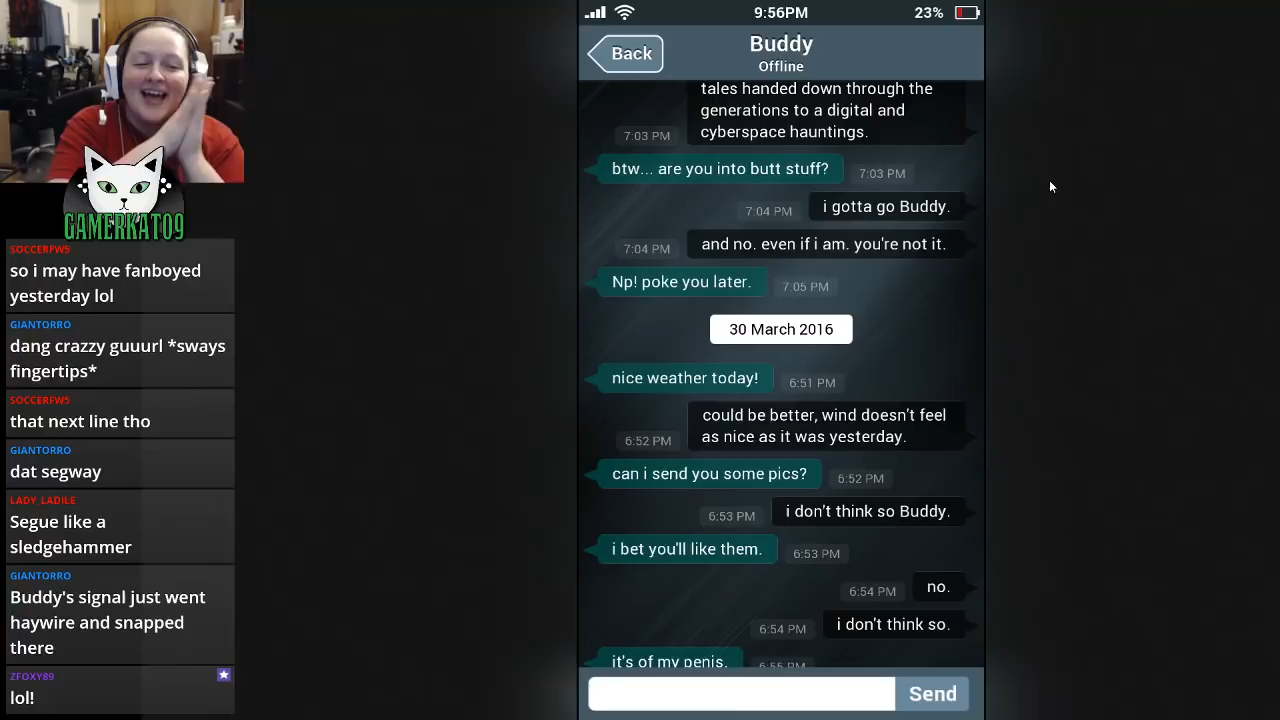 GAMERKAT09
SOCCERFW5
so i may have fanboyed
yesterday lol
GIANTORRO
dang crazzy guuurl *sways
fingertips*
SOCCERFW5
that next line tho
GIANTORRO
dat segway
LADY_LADILE
Segue like a
sledgehammer
GIANTORRO
Buddy's signal just went
haywire and snapped
there
ZFOXY89
lol!
9:56PM
23%
Back
Buddy
Offline
tales handed down through the
generations to a digital and
cyberspace hauntings.
7:03 PM
btw... are you into butt stuff?
7:03 PM
i gotta go Buddy.
7:04 PM
and no. even if i am. you're not it.
7:04 PM
Np! poke you later.
7:05 PM
30 March 2016
nice weather today!
6:51 PM
could be better, wind doesn't feel
as nice as it was yesterday.
6:52 PM
can i send you some pics?
6:52 PM
i don't think so Buddy.
6:53 PM
i bet you'll like them.
6:53 PM
no.
6:54 PM
i don't think so.
6:54 PM
it's of my penis.
6:55 PM
Send